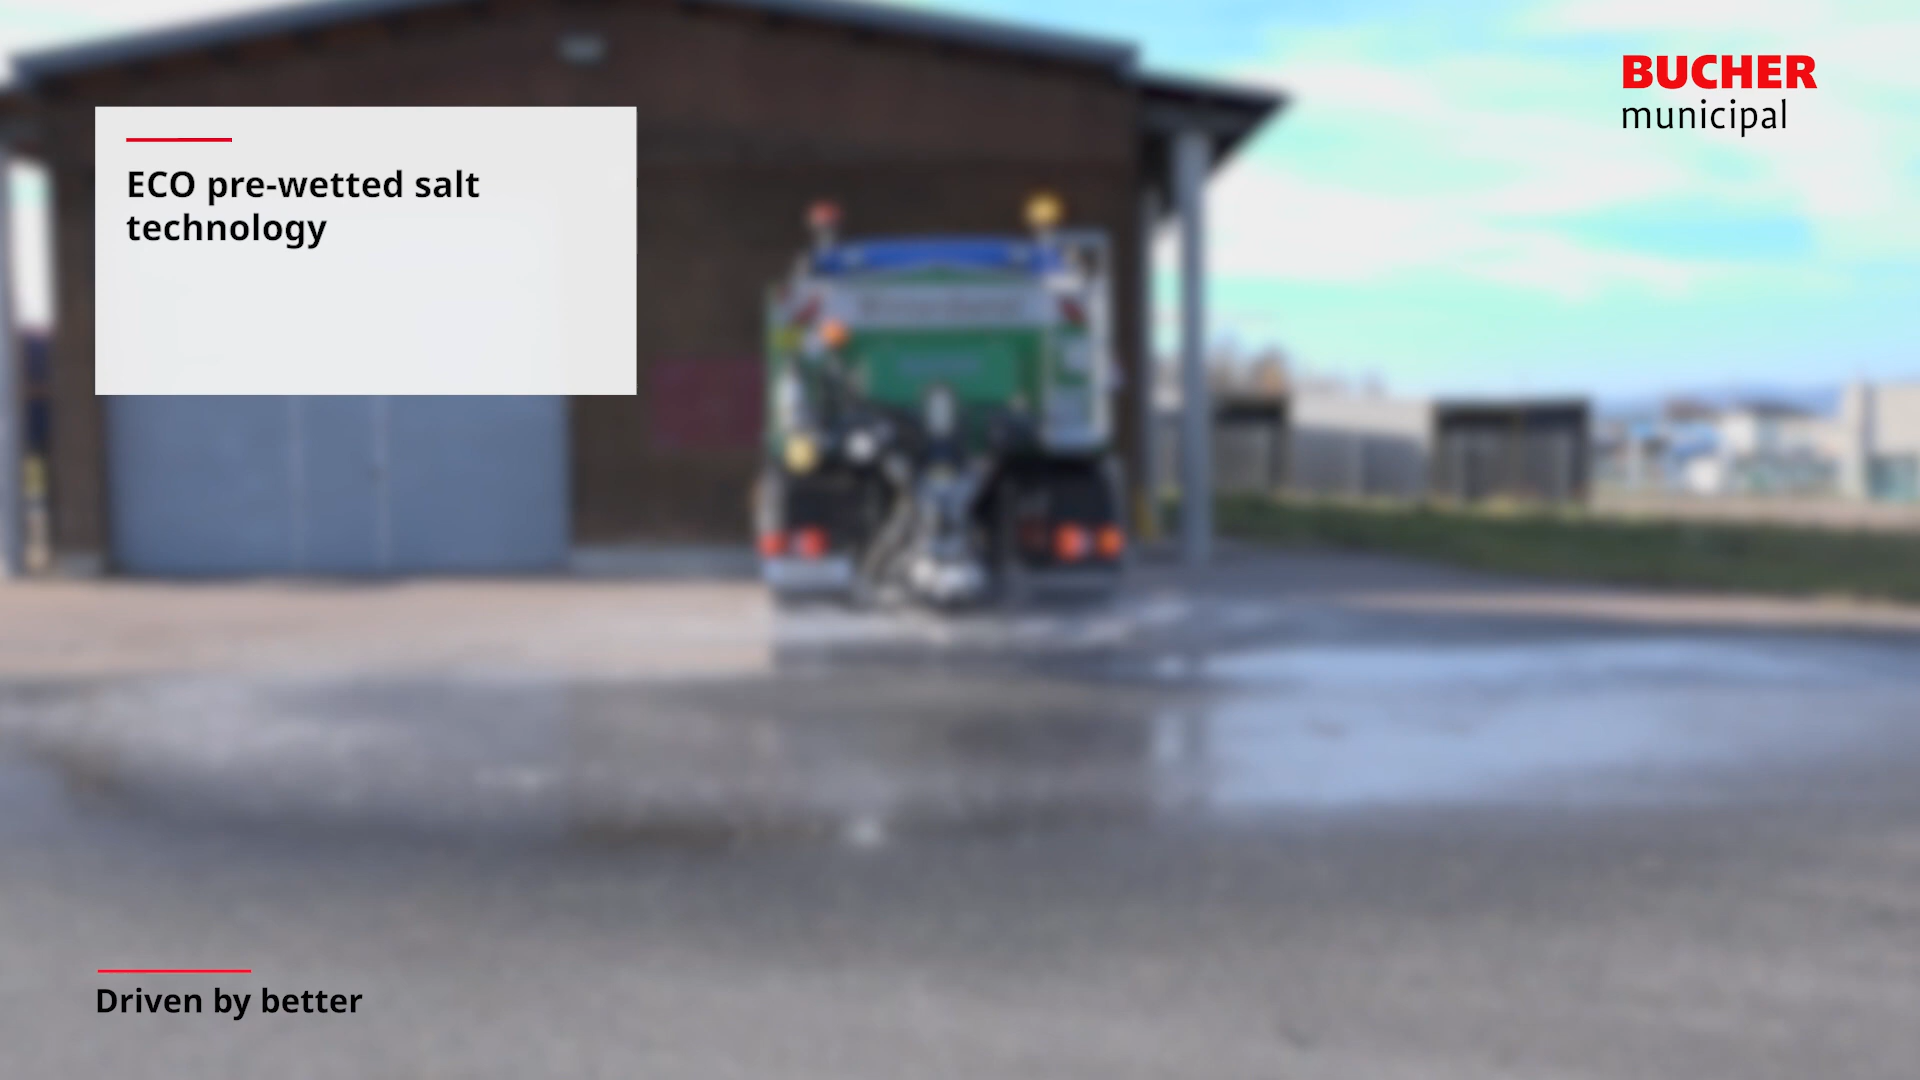 BUCHER
municipal
ECO pre-wetted salt
technology
Driven by better